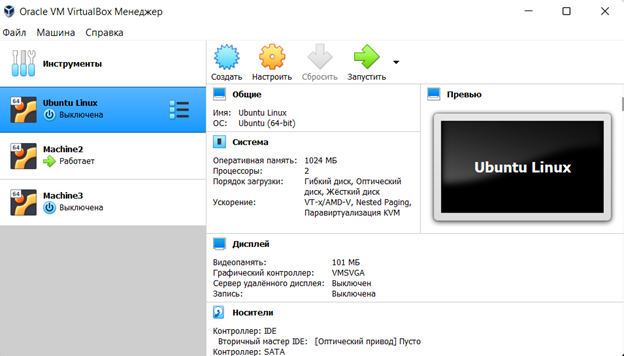 Oracle VM VirtualBox Менеджер
Файл Машина Справка
Инструменты
Создать Настроить Сбросить Запустить
64 Ubuntu Linux
Выключена
64 Machine2
Работает
64 Machine3
Выключена
Общие
Имя: Ubuntu Linux
ОС: Ubuntu (64-bit)
Система
Оперативная память: 1024 МБ
Процессоры: 2
Порядок загрузки: Гибкий диск, Оптический
диск, Жёсткий диск
Ускорение: VT-x/AMD-V, Nested Paging,
Паравиртуализация KVM
Превью
Ubuntu Linux
Дисплей
Видеопамять: 101 МБ
Графический контроллер: VMSVGA
Сервер удалённого дисплея: Выключен
Запись: Выключена
Носители
Контроллер: IDE
Вторичный мастер IDE: [Оптический привод] Пусто
Контроллер: SATA